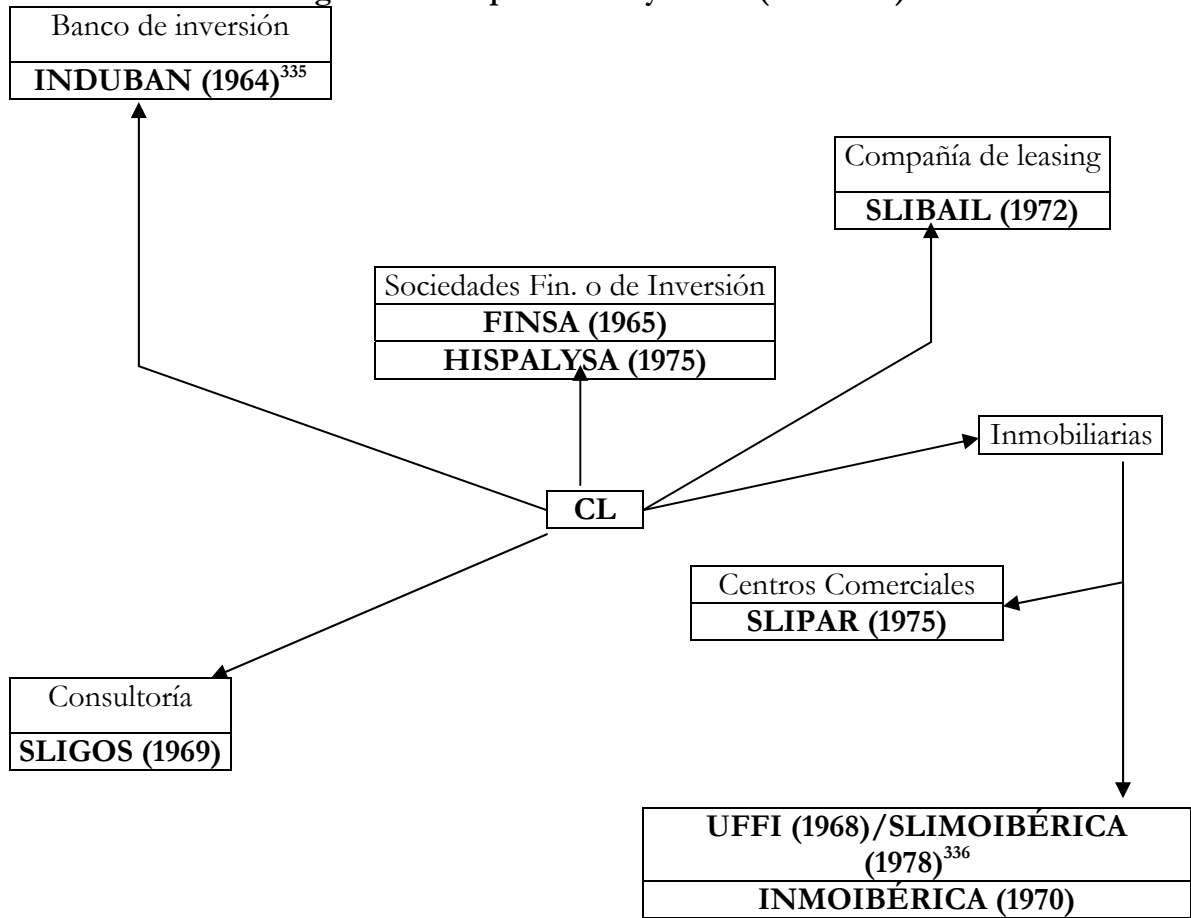 Banco de inversión
INDUBAN (1964)335
Compañía de leasing
SLIBAIL (1972)
Sociedades Fin. o de Inversión
FINSA (1965)
HISPALYSA (1975)
Inmobiliarias
CL
Centros Comerciales
SLIPAR (1975)
Consultoría
SLIGOS (1969)
UFFI (1968)/SLIMOIBÉRICA
(1978)336
INMOIBÉRICA (1970)